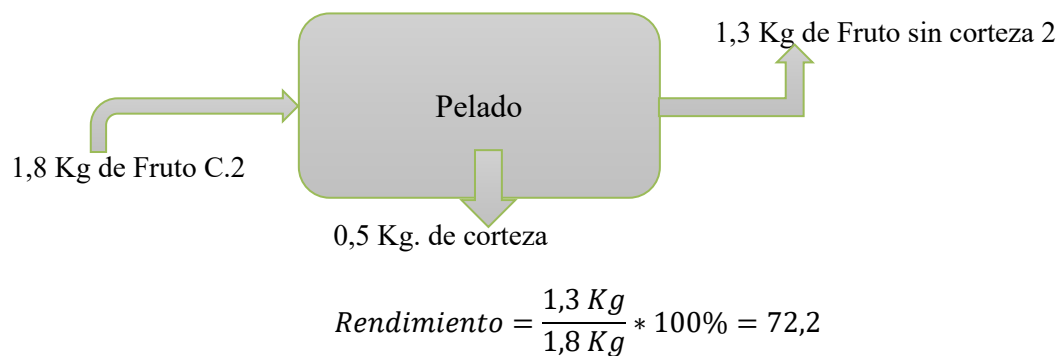 1,3 Kg de Fruto sin corteza 2
Pelado
1,8 Kg de Fruto C.2
0,5 Kg. de corteza
Rendimiento = 1,3 Kg / 1,8 Kg * 100% = 72,2